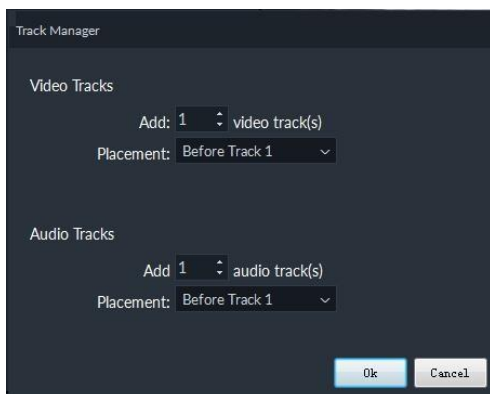 Track Manager
Video Tracks
Add: 1 video track(s)
Placement: Before Track 1
Audio Tracks
Add 1 audio track(s)
Placement: Before Track 1
Ok Cancel